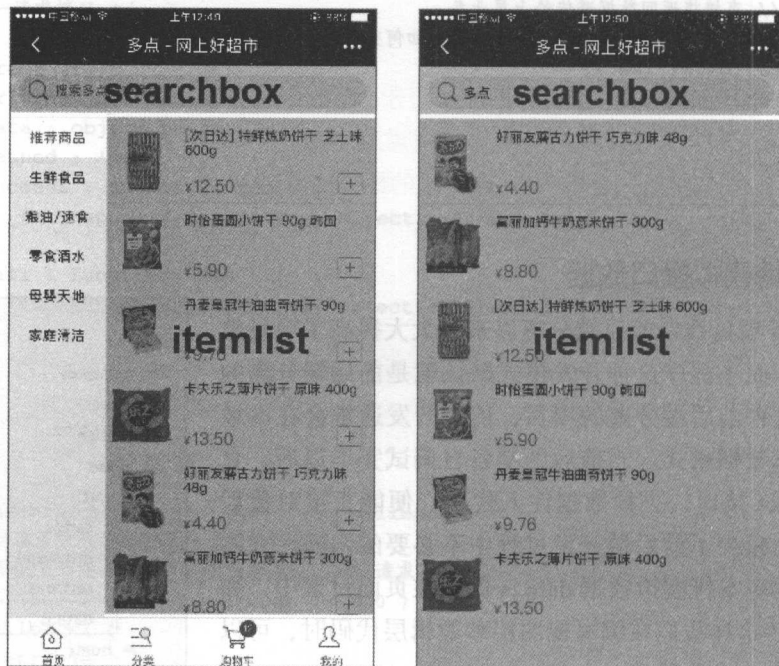 上午12:49
多点 - 网上好超市
搜索多点
searchbox
推荐商品
生鲜食品
粮油/速食
零食酒水
母婴天地
家庭清洁
[次日达] 特鲜炼奶饼干 芝士味
600g
¥12.50
时怡蛋圆小饼干 90g 韩国
¥5.90
丹麦皇冠牛油曲奇饼干 90g
¥9.76
itemlist
卡夫乐之薄片饼干 原味 400g
¥13.50
好丽友蘑古力饼干 巧克力味
48g
¥4.40
富丽加钙牛奶薏米饼干 300g
¥8.80
首页
分类
购物车
12
我的
上午12:50
多点 - 网上好超市
多点
searchbox
好丽友蘑古力饼干 巧克力味 48g
¥4.40
富丽加钙牛奶薏米饼干 300g
¥8.80
[次日达] 特鲜炼奶饼干 芝士味 600g
¥12.50
itemlist
时怡蛋圆小饼干 90g 韩国
¥5.90
丹麦皇冠牛油曲奇饼干 90g
¥9.76
卡夫乐之薄片饼干 原味 400g
¥13.50